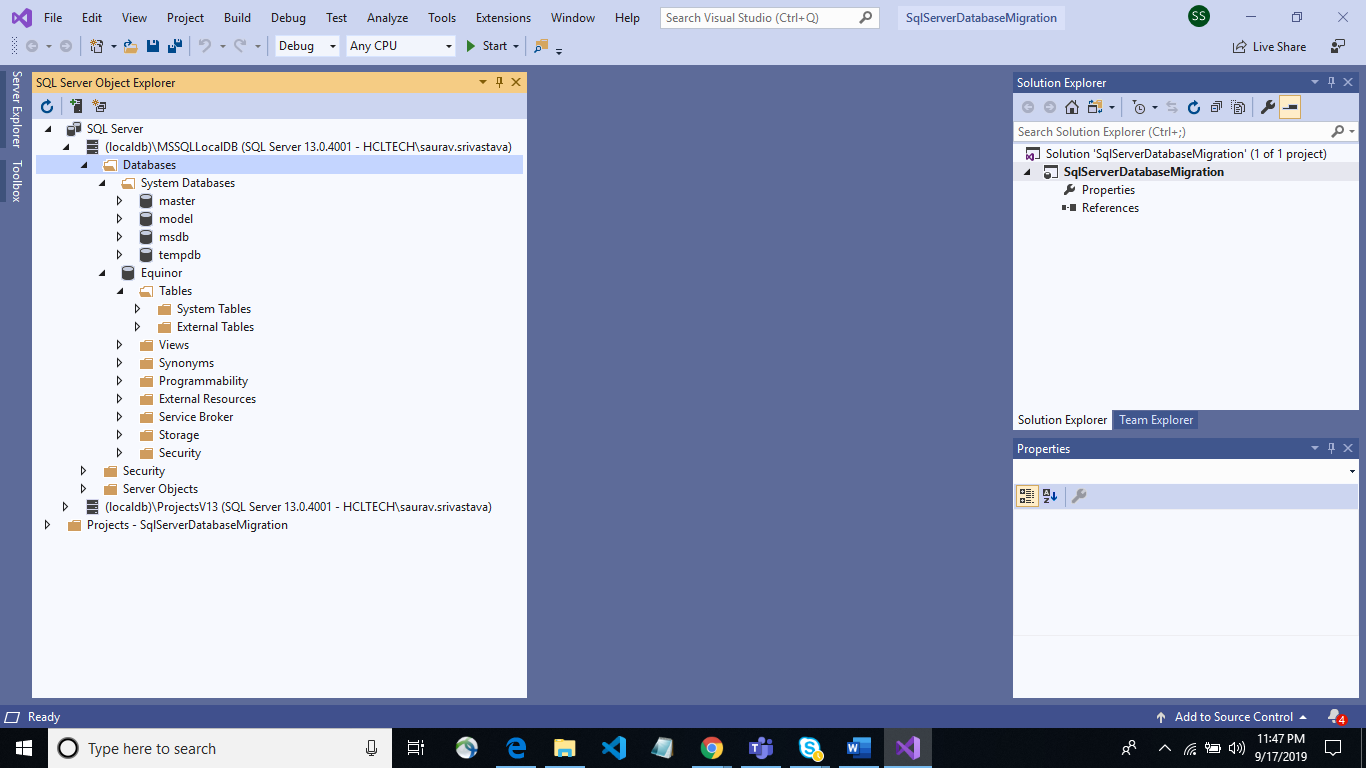 File Edit View Project Build Debug Test Analyze Tools Extensions Window Help Search Visual Studio (Ctrl+Q) SqlServerDatabaseMigration SS
Debug Any CPU Start Live Share
Server Explorer
Toolbox
SQL Server Object Explorer
SQL Server
(localdb)\MSSQLLocalDB (SQL Server 13.0.4001 - HCLTECH\saurav.srivastava)
Databases
System Databases
master
model
msdb
tempdb
Equinor
Tables
System Tables
External Tables
Views
Synonyms
Programmability
External Resources
Service Broker
Storage
Security
Security
Server Objects
(localdb)\ProjectsV13 (SQL Server 13.0.4001 - HCLTECH\saurav.srivastava)
Projects - SqlServerDatabaseMigration
Solution Explorer
Search Solution Explorer (Ctrl+;)
Solution 'SqlServerDatabaseMigration' (1 of 1 project)
SqlServerDatabaseMigration
Properties
References
Solution Explorer Team Explorer
Properties
Ready Add to Source Control 4
Type here to search
11:47 PM
9/17/2019